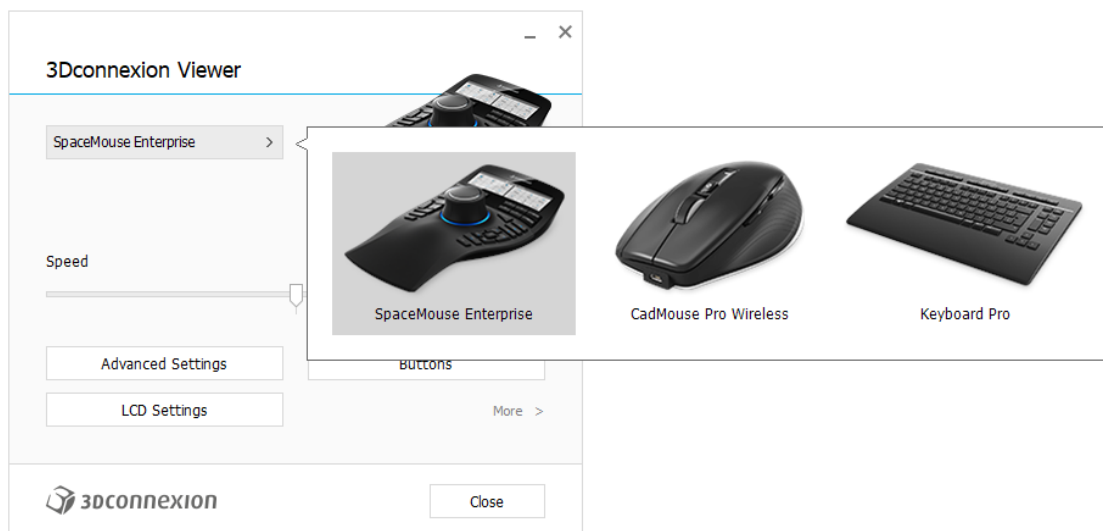 3Dconnexion Viewer
SpaceMouse Enterprise
SpaceMouse Enterprise
CadMouse Pro Wireless
Keyboard Pro
Speed
Advanced Settings
Buttons
LCD Settings
More >
3Dconnexion
Close